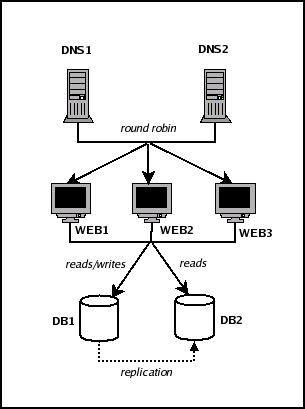 DNS1
DNS2
round robin
WEB1
WEB2
WEB3
reads/writes
reads
DB1
DB2
replication